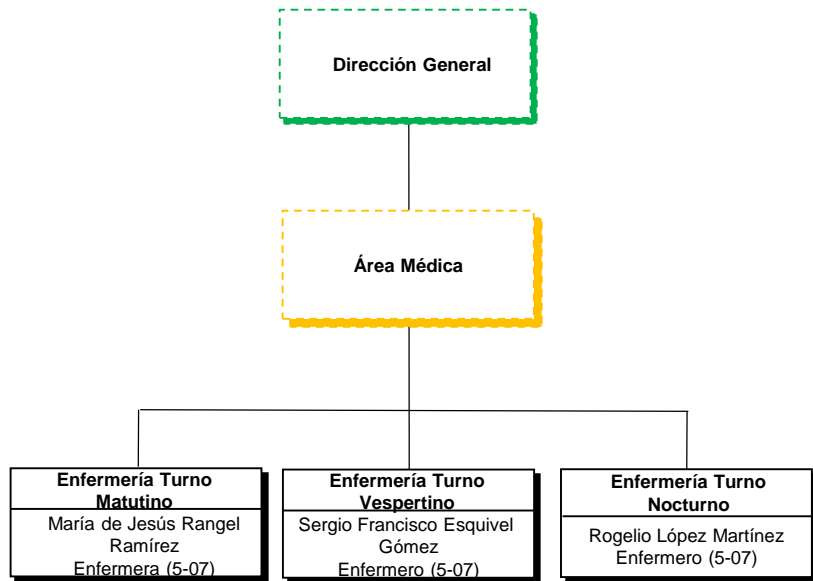 Dirección General
Área Médica
Enfermería Turno
Matutino
María de Jesús Rangel
Ramírez
Enfermera (5-07)
Enfermería Turno
Vespertino
Sergio Francisco Esquivel
Gómez
Enfermero (5-07)
Enfermería Turno
Nocturno
Rogelio López Martínez
Enfermero (5-07)